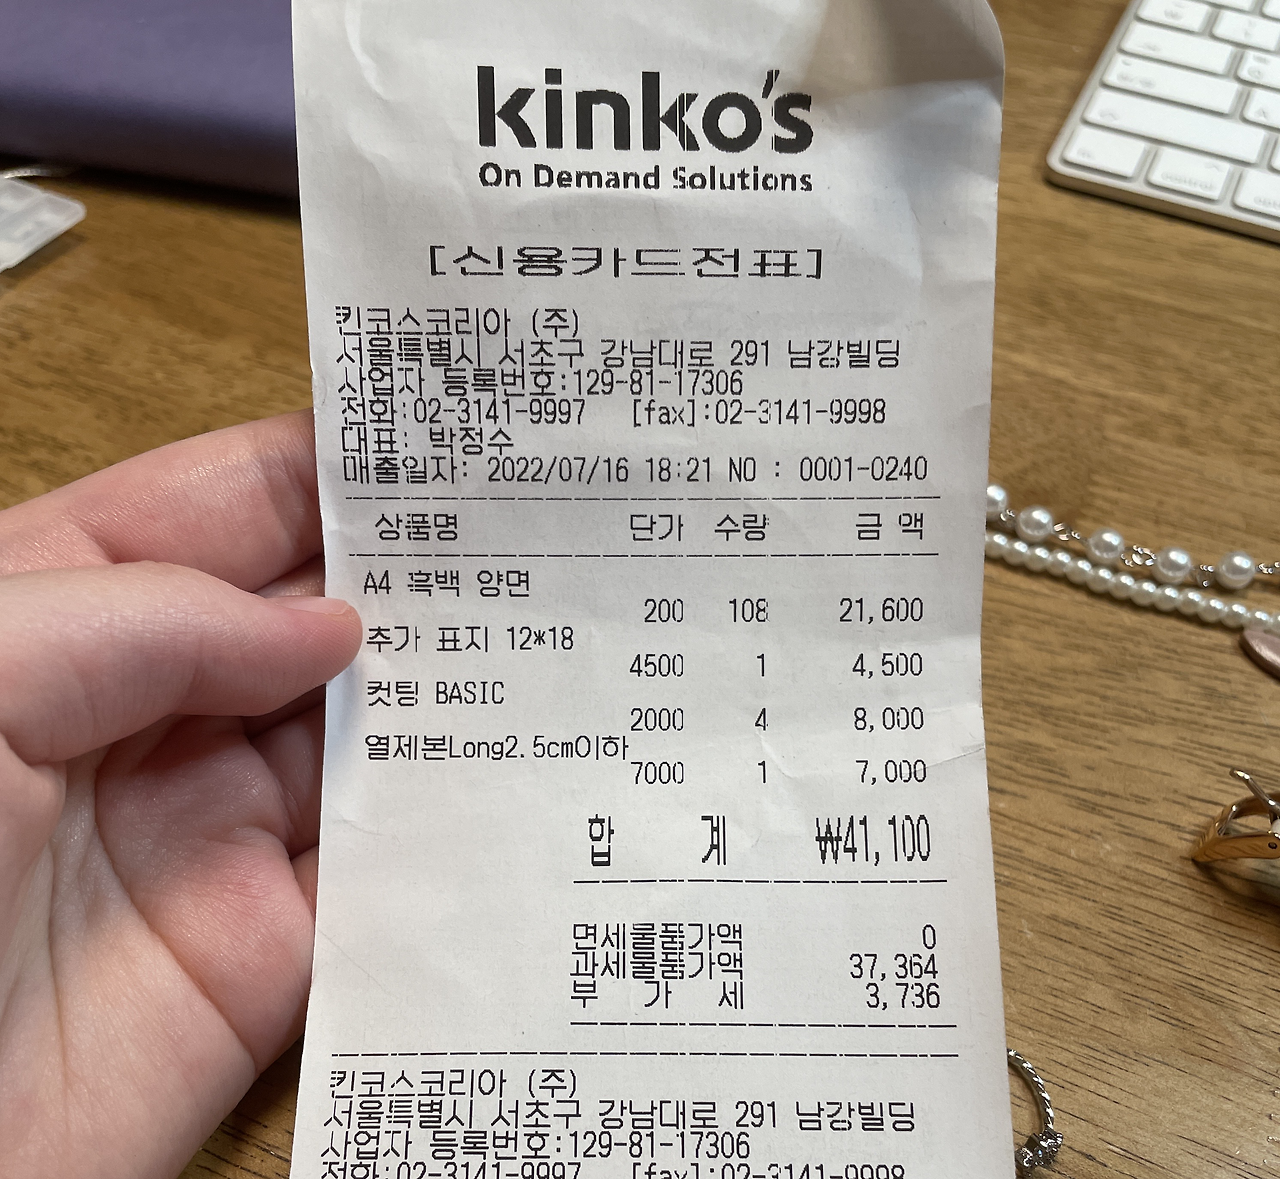 kinko's
On Demand Solutions
[신용카드전표]
킨코스코리아 (주)
서울특별시 서초구 강남대로 291 남강빌딩
사업자 등록번호:129-81-17306
전화:02-3141-9997 [fax]:02-3141-9998
대표: 박정수
매출일자: 2022/07/16 18:21 NO : 0001-0240
상품명 단가 수량 금 액
A4 흑백 양면
200 108 21,600
추가 표지 12*18
4500 1 4,500
컷팅 BASIC
2000 4 8,000
열제본Long2.5cm이하
7000 1 7,000
합 계 ₩41,100
면세물품가액 0
과세물품가액 37,364
부 가 세 3,736
킨코스코리아 (주)
서울특별시 서초구 강남대로 291 남강빌딩
사업자 등록번호:129-81-17306
전화:02-3141-9997 [fax]:02-3141-9998